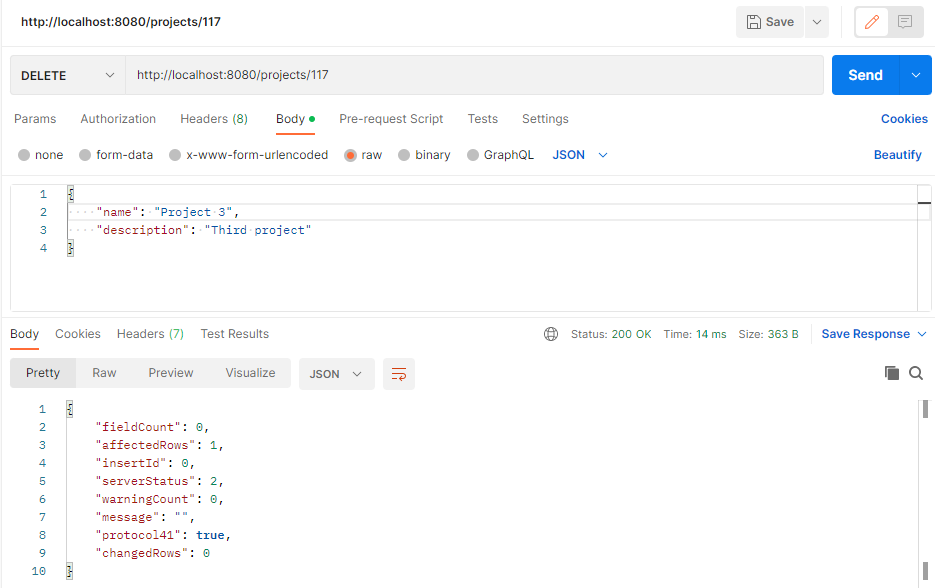 http://localhost:8080/projects/117 Save
DELETE http://localhost:8080/projects/117 Send
Params Authorization Headers (8) Body Pre-request Script Tests Settings Cookies
none form-data x-www-form-urlencoded raw binary GraphQL JSON Beautify
1 {
2 "name": "Project 3",
3 "description": "Third project"
4 }
Body Cookies Headers (7) Test Results Status: 200 OK Time: 14 ms Size: 363 B Save Response
Pretty Raw Preview Visualize JSON
1 {
2 "fieldCount": 0,
3 "affectedRows": 1,
4 "insertId": 0,
5 "serverStatus": 2,
6 "warningCount": 0,
7 "message": "",
8 "protocol41": true,
9 "changedRows": 0
10 }